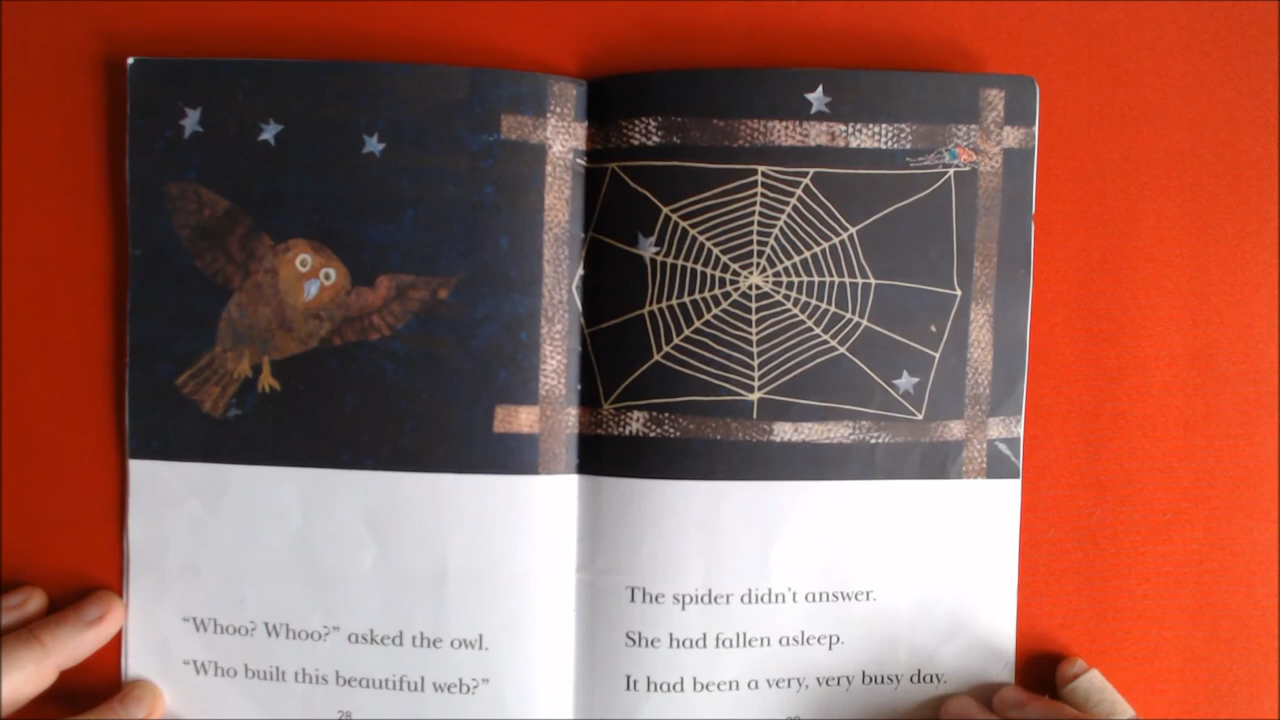 "Whoo? Whoo?" asked the owl.
"Who built this beautiful web?"
28
The spider didn't answer.
She had fallen asleep.
It had been a very, very busy day.